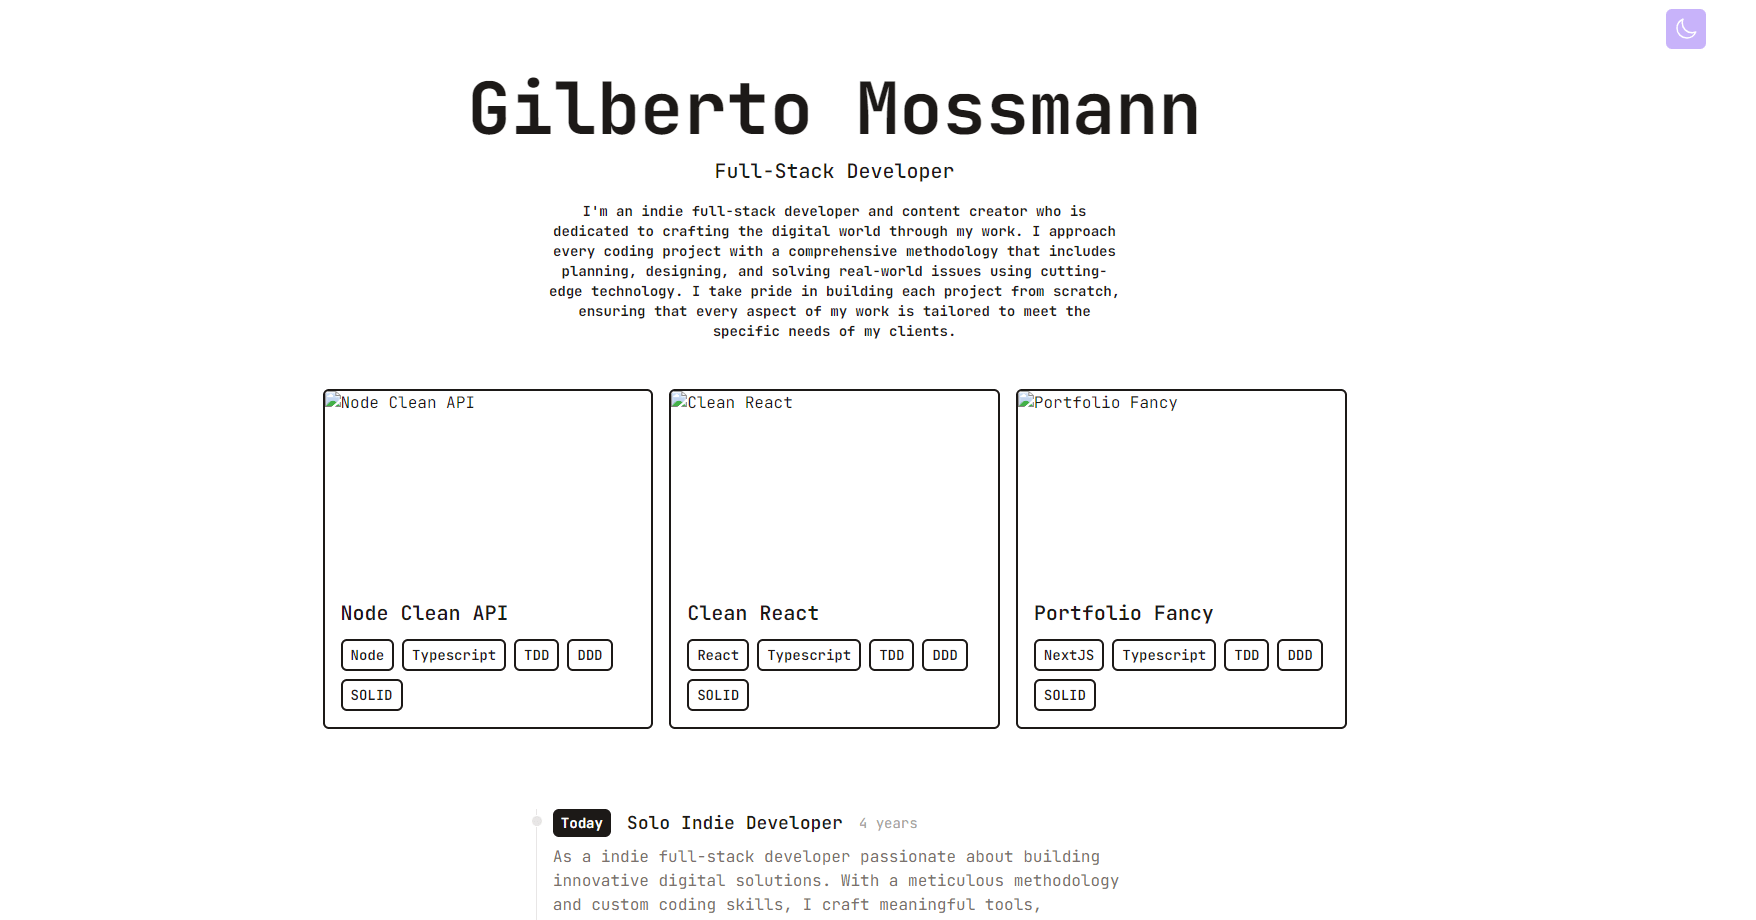 Gilberto Mossmann
Full-Stack Developer
I'm an indie full-stack developer and content creator who is
dedicated to crafting the digital world through my work. I approach
every coding project with a comprehensive methodology that includes
planning, designing, and solving real-world issues using cutting-
edge technology. I take pride in building each project from scratch,
ensuring that every aspect of my work is tailored to meet the
specific needs of my clients.
Node Clean API
Node Clean API
Node Typescript TDD DDD
SOLID
Clean React
Clean React
React Typescript TDD DDD
SOLID
Portfolio Fancy
Portfolio Fancy
NextJS Typescript TDD DDD
SOLID
Today Solo Indie Developer 4 years
As a indie full-stack developer passionate about building
innovative digital solutions. With a meticulous methodology
and custom coding skills, I craft meaningful tools,